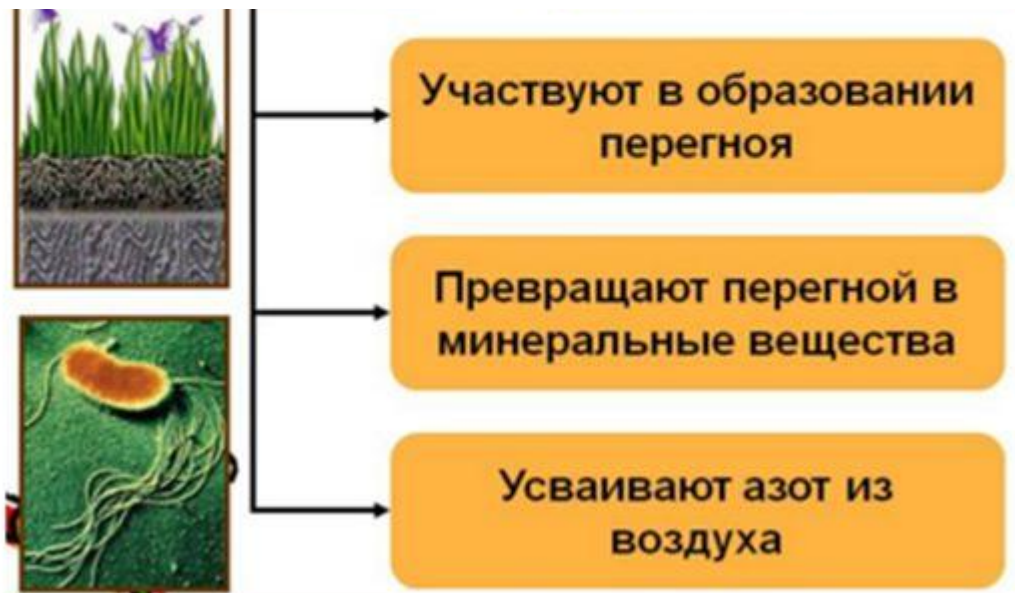 Участвуют в образовании
перегноя
Превращают перегной в
минеральные вещества
Усваивают азот из
воздуха